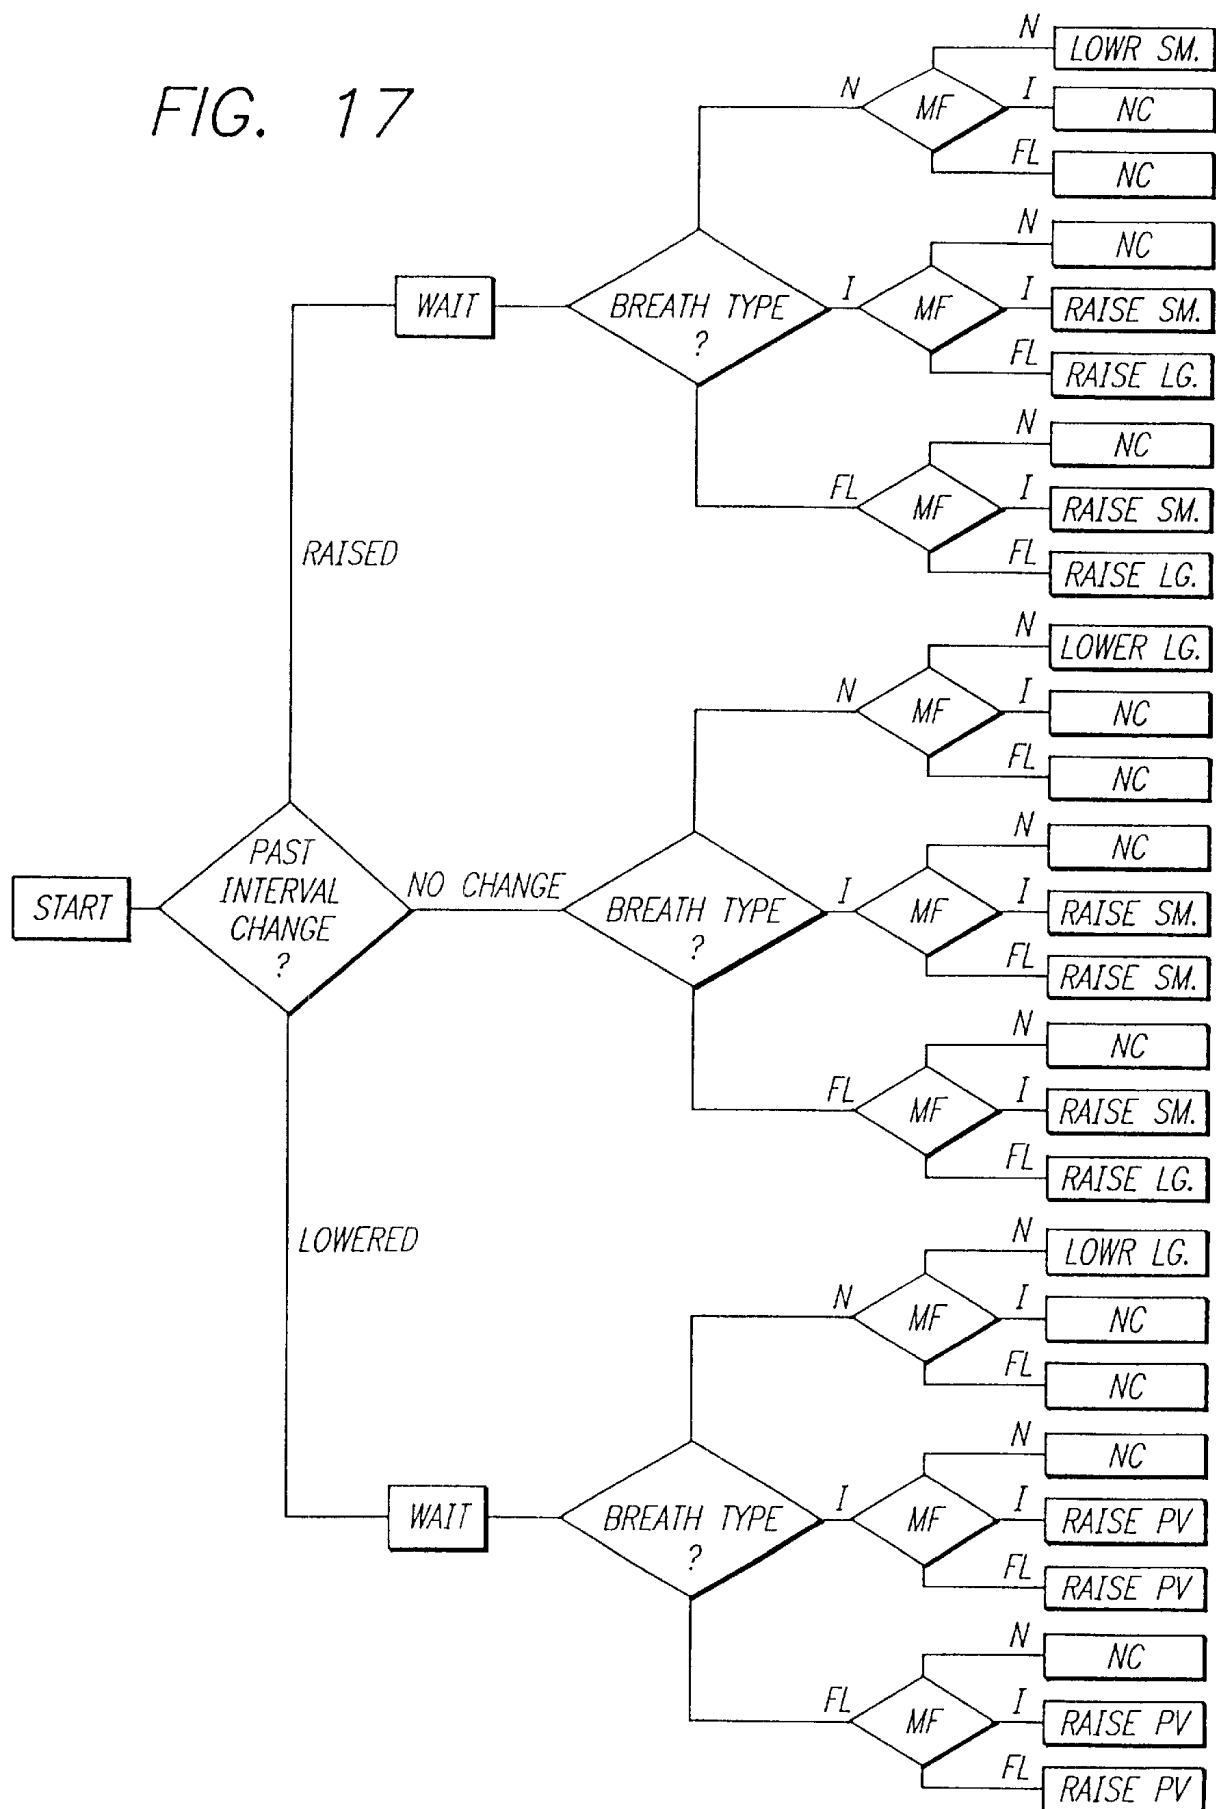 FIG. 17
N
LOWR SM.
N
MF
I
NC
FL
NC
N
NC
WAIT
BREATH TYPE
?
I
MF
I
RAISE SM.
FL
RAISE LG.
N
NC
FL
MF
I
RAISE SM.
FL
RAISE LG.
RAISED
N
LOWER LG.
N
MF
I
NC
FL
NC
START
PAST
INTERVAL
CHANGE
?
NO CHANGE
BREATH TYPE
?
N
NC
I
MF
I
RAISE SM.
FL
RAISE SM.
N
NC
FL
MF
I
RAISE SM.
FL
RAISE LG.
LOWERED
N
LOWR LG.
N
MF
I
NC
FL
NC
N
NC
WAIT
BREATH TYPE
?
I
MF
I
RAISE PV
FL
RAISE PV
N
NC
FL
MF
I
RAISE PV
FL
RAISE PV